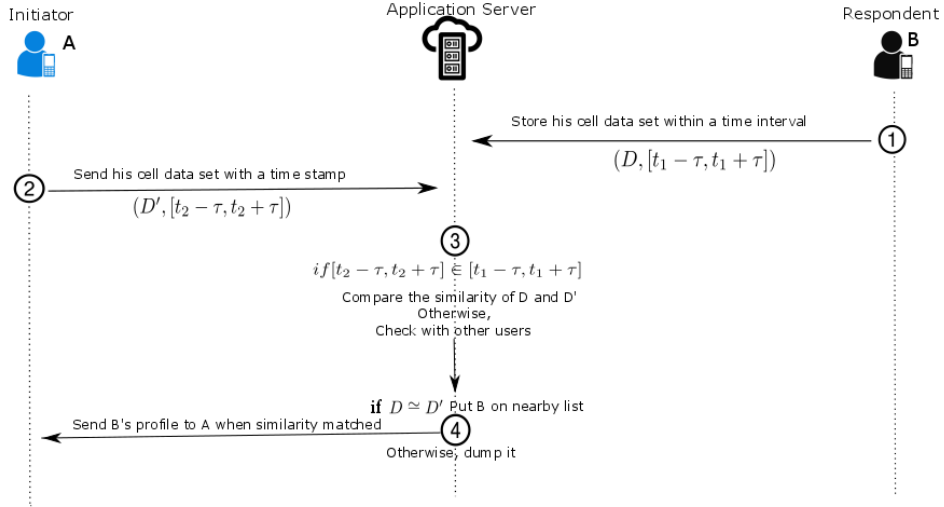 Initiator
Application Server
Respondent
A
B
Store his cell data set within a time interval
1
(D, [t₁ − τ, t₁ + τ])
Send his cell data set with a time stamp
2
(D′, [t₂ − τ, t₂ + τ])
3
if[t₂ − τ, t₂ + τ] ∈ [t₁ − τ, t₁ + τ]
Compare the similarity of D and D'
Otherwise,
Check with other users
if D ≃ D′ Put B on nearby list
Send B's profile to A when similarity matched
4
Otherwise, dump it